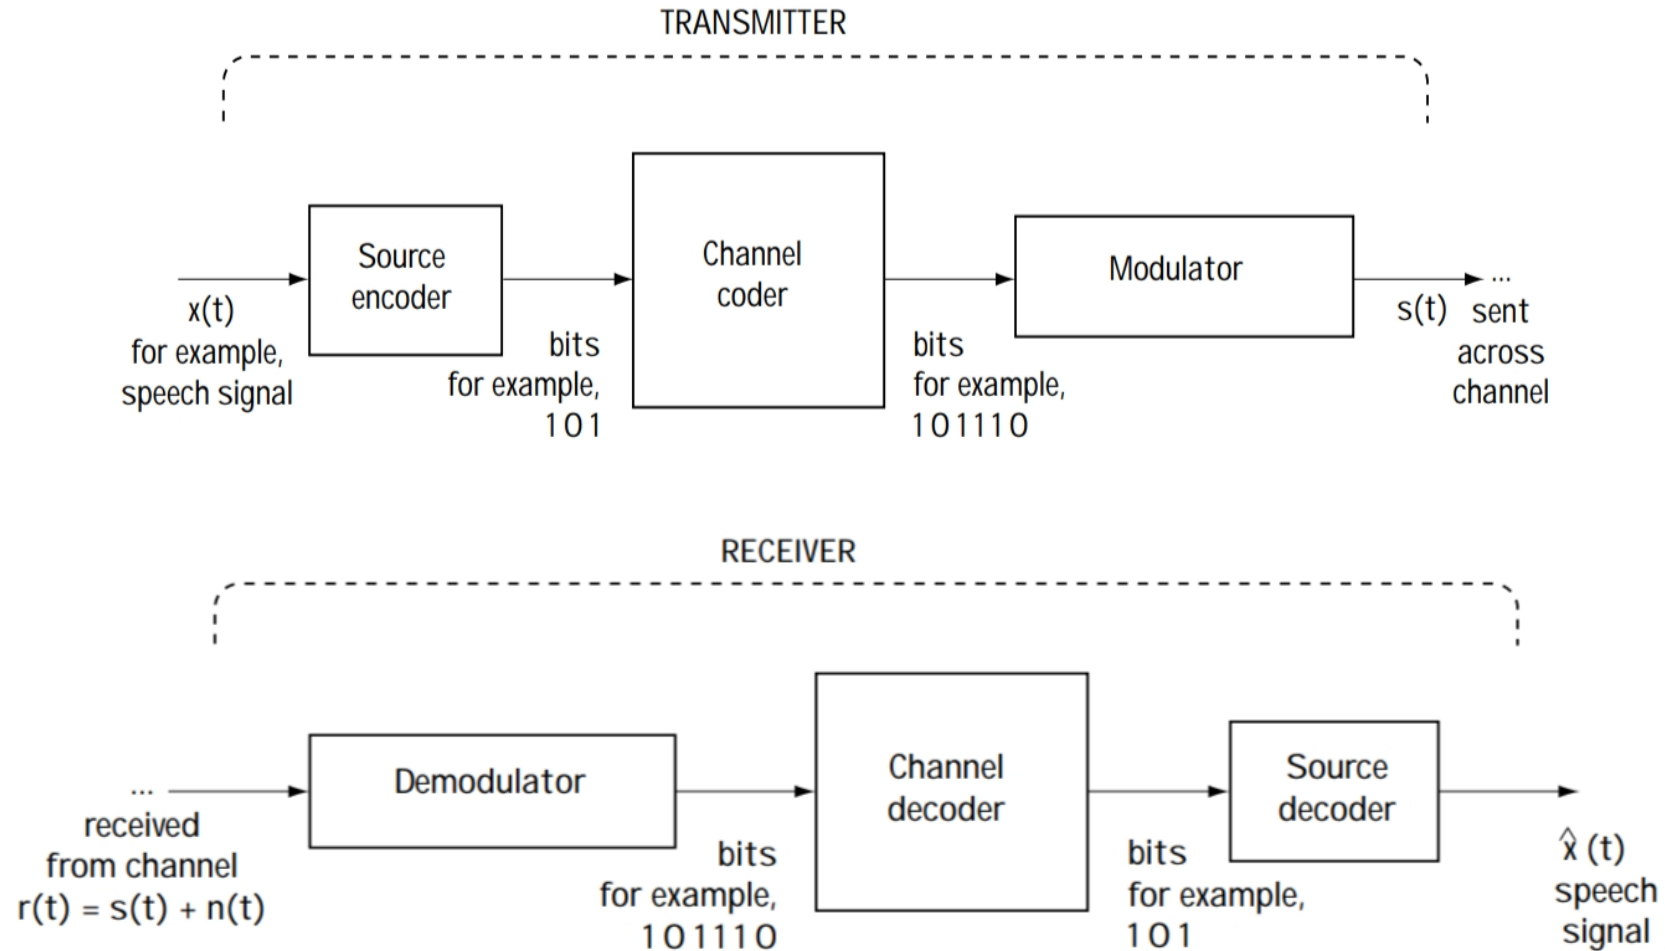 TRANSMITTER
Source
encoder
Channel
coder
Modulator
x(t)
for example,
speech signal
bits
for example,
101
bits
for example,
101110
...
s(t) sent
across
channel
RECEIVER
...
received
from channel
r(t) = s(t) + n(t)
Demodulator
bits
for example,
101110
Channel
decoder
bits
for example,
101
Source
decoder
x̂ (t)
speech
signal